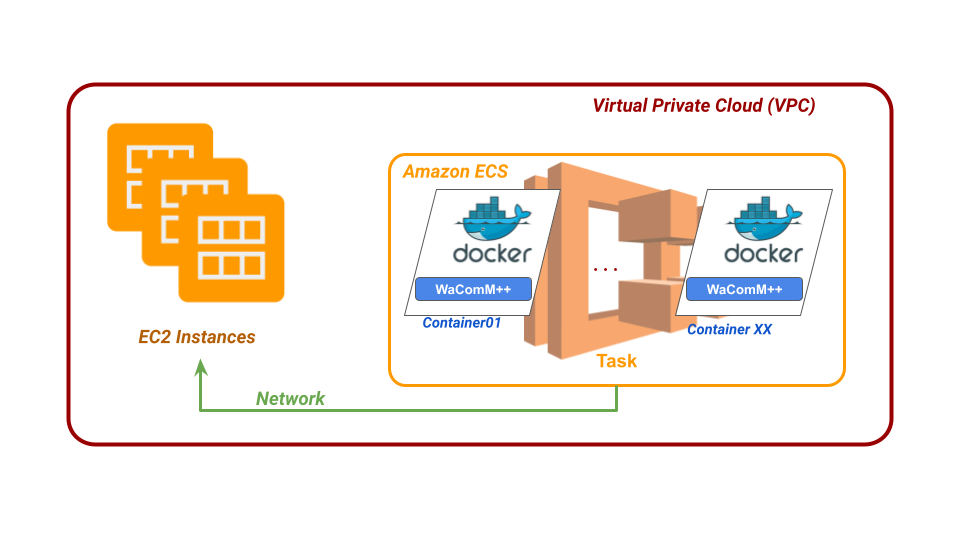 Virtual Private Cloud (VPC)
Amazon ECS
docker
docker
WaComM++
...
WaComM++
Container01
Container XX
EC2 Instances
Task
Network